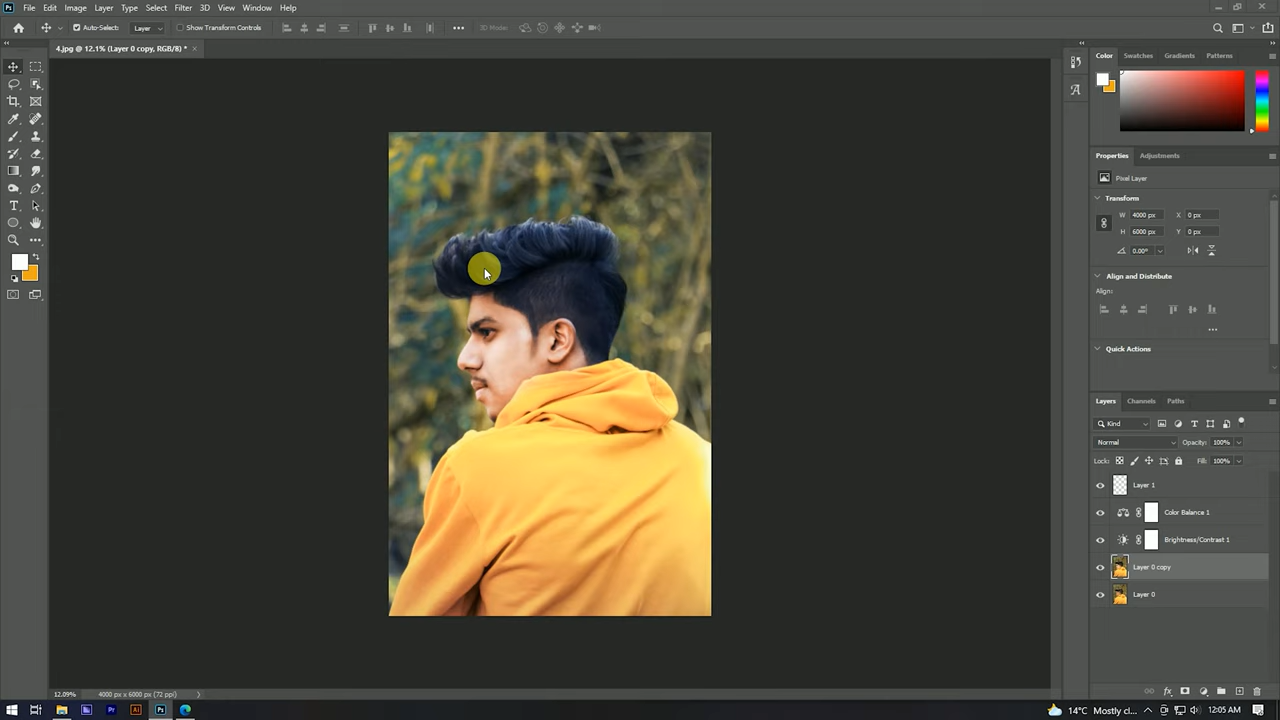 File Edit Image Layer Type Select Filter 3D View Window Help
Auto-Select: Layer Show Transform Controls 3D Mode:
4.jpg @ 12.1% (Layer 0 copy, RGB/8) *
Color Swatches Gradients Patterns
Properties Adjustments
Pixel Layer
Transform
W 4000 px X 0 px
H 6000 px Y 0 px
0.00°
Align and Distribute
Align:
Quick Actions
Layers Channels Paths
Kind
Normal Opacity: 100%
Lock: Fill: 100%
Layer 1
Color Balance 1
Brightness/Contrast 1
Layer 0 copy
Layer 0
12.09% 4000 px x 6000 px (72 ppi)
14°C Mostly cl... 12:05 AM